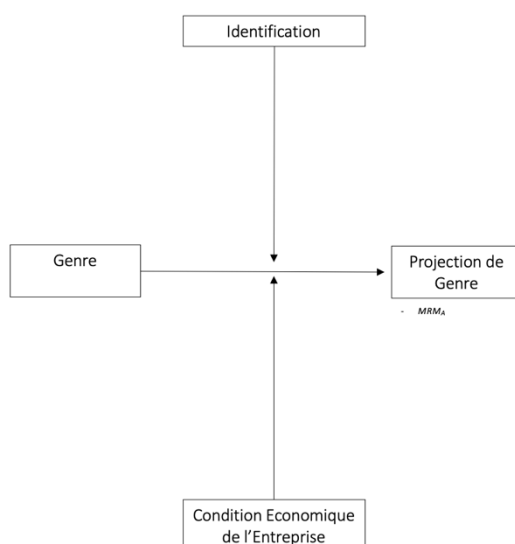 Identification
Genre
Projection de
Genre
- MRMA
Condition Economique
de l'Entreprise